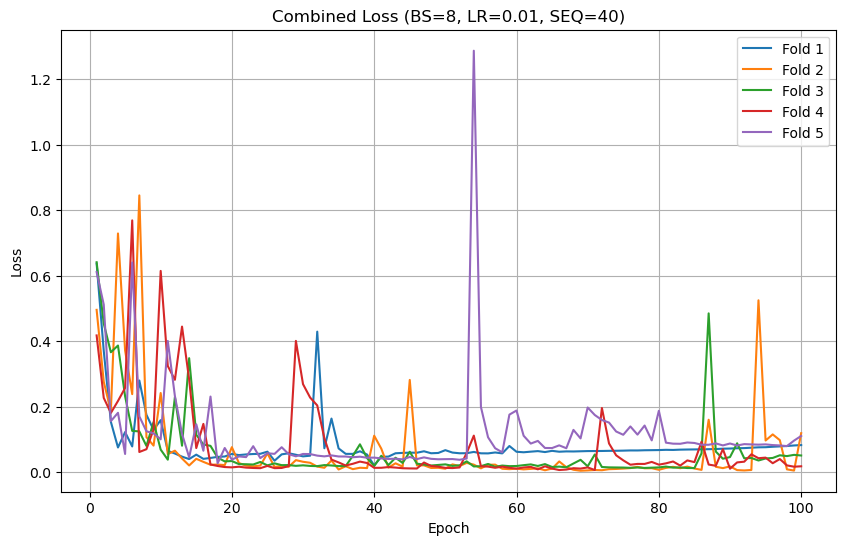 Combined Loss (BS=8, LR=0.01, SEQ=40)
Fold 1
Fold 2
Fold 3
Fold 4
Fold 5
1.2
1.0
0.8
0.6
0.4
0.2
0.0
Loss
0 20 40 60 80 100
Epoch